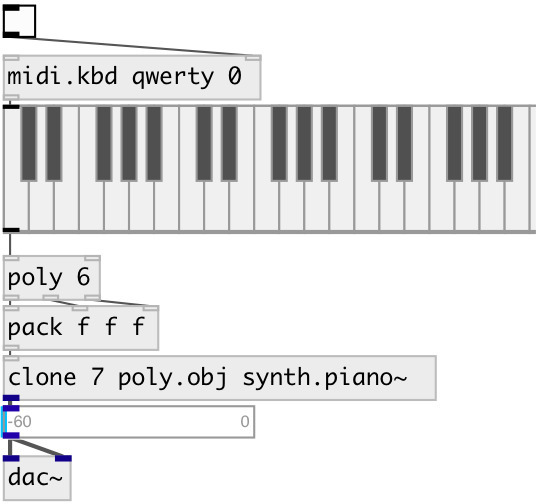 midi.kbd qwerty 0
poly 6
pack f f f
clone 7 poly.obj synth.piano~
-60 0
dac~